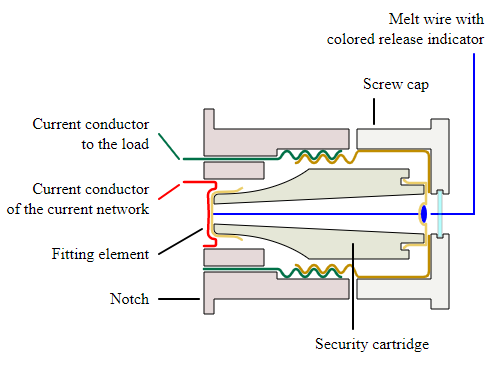 Melt wire with
colored release indicator
Screw cap
Current conductor
to the load
Current conductor
of the current network
Fitting element
Notch
Security cartridge